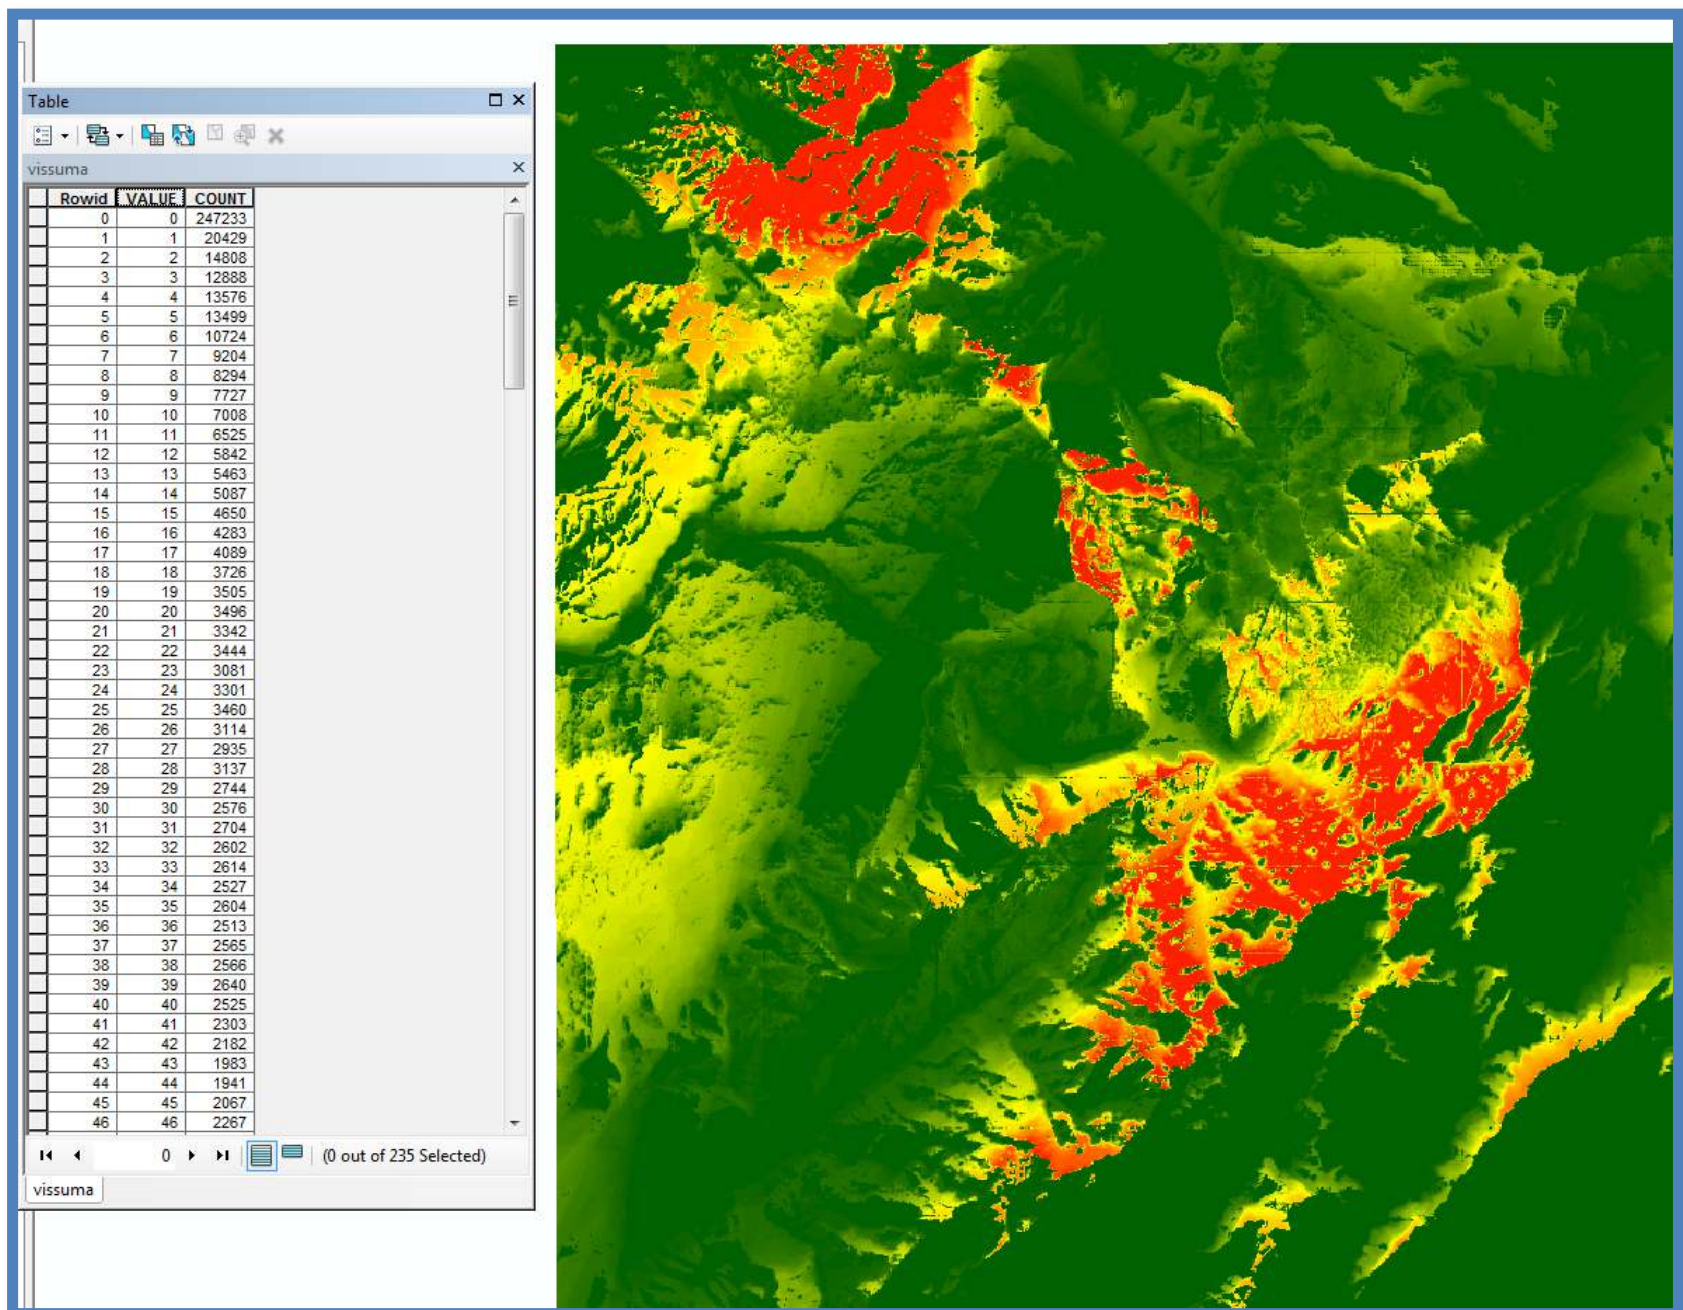 Table
vissuma
Rowid VALUE COUNT
0 0 247233
1 1 20429
2 2 14808
3 3 12888
4 4 13576
5 5 13499
6 6 10724
7 7 9204
8 8 8294
9 9 7727
10 10 7008
11 11 6525
12 12 5842
13 13 5463
14 14 5087
15 15 4650
16 16 4283
17 17 4089
18 18 3726
19 19 3505
20 20 3496
21 21 3342
22 22 3444
23 23 3081
24 24 3301
25 25 3460
26 26 3114
27 27 2935
28 28 3137
29 29 2744
30 30 2576
31 31 2704
32 32 2602
33 33 2614
34 34 2527
35 35 2604
36 36 2513
37 37 2565
38 38 2566
39 39 2640
40 40 2525
41 41 2303
42 42 2182
43 43 1983
44 44 1941
45 45 2067
46 46 2267
0 (0 out of 235 Selected)
vissuma